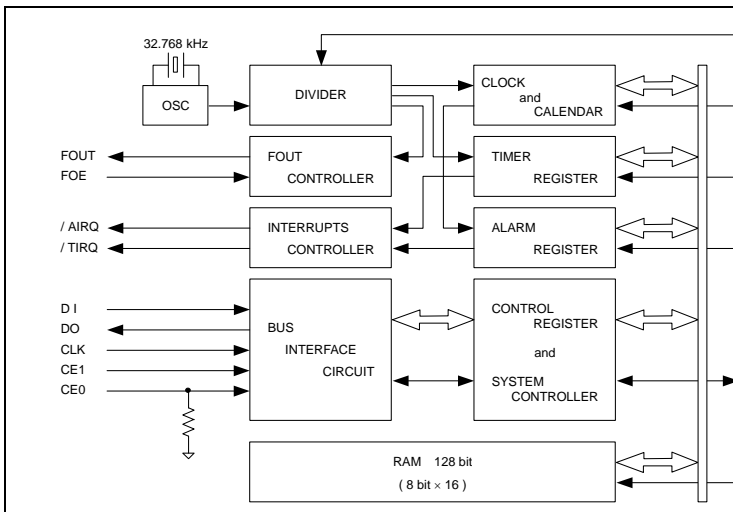 32.768 kHz
OSC
DIVIDER
CLOCK
and
CALENDAR
FOUT
FOE
FOUT
CONTROLLER
TIMER
REGISTER
/ AIRQ
/ TIRQ
INTERRUPTS
CONTROLLER
ALARM
REGISTER
D I
DO
CLK
CE1
CE0
BUS
INTERFACE
CIRCUIT
CONTROL
REGISTER
and
SYSTEM
CONTROLLER
RAM 128 bit
( 8 bit × 16 )